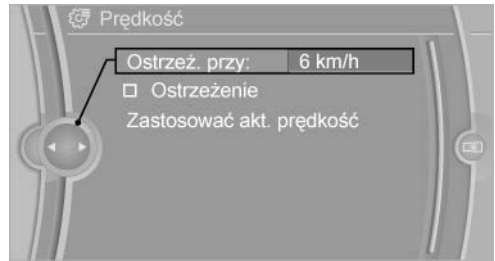 Prędkość
Ostrzeż. przy: 6 km/h
Ostrzeżenie
Zastosować akt. prędkość